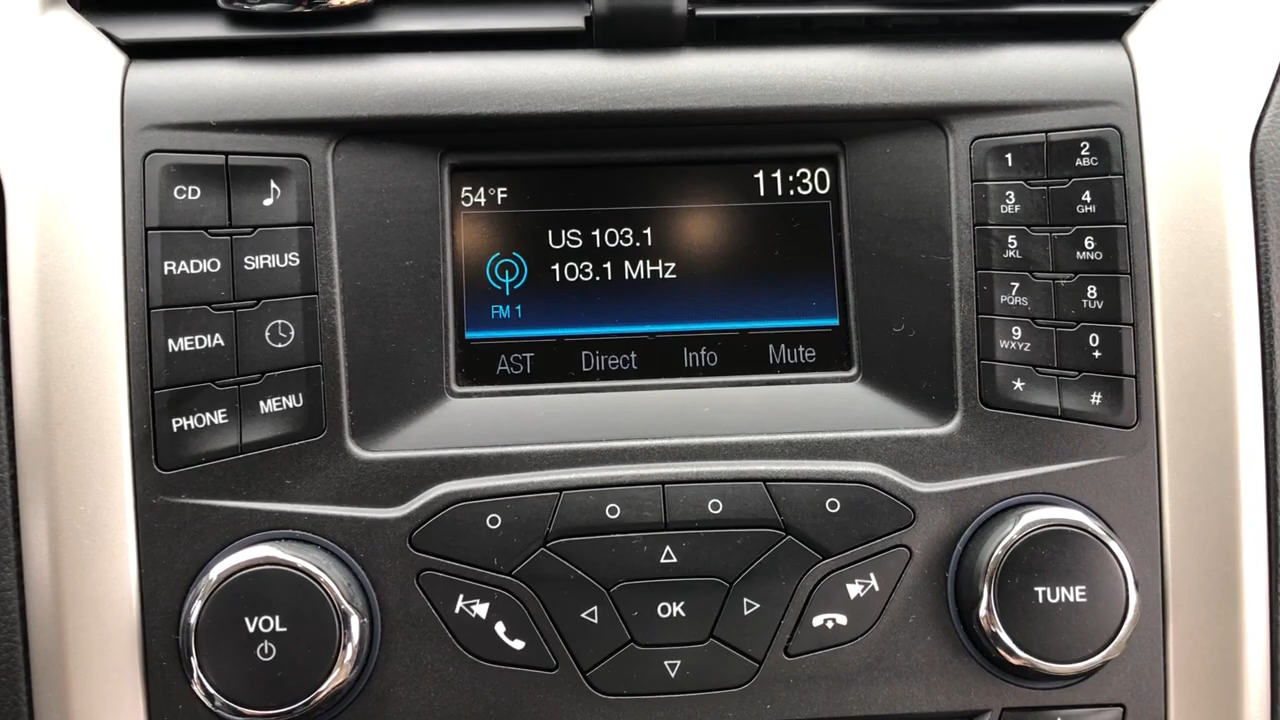 CD
RADIO SIRIUS
MEDIA
PHONE MENU
54°F 11:30
US 103.1
103.1 MHz
FM 1
AST Direct Info Mute
1 2 ABC
3 DEF 4 GHI
5 JKL 6 MNO
7 PQRS 8 TUV
9 WXYZ 0 +
* #
VOL
OK
TUNE